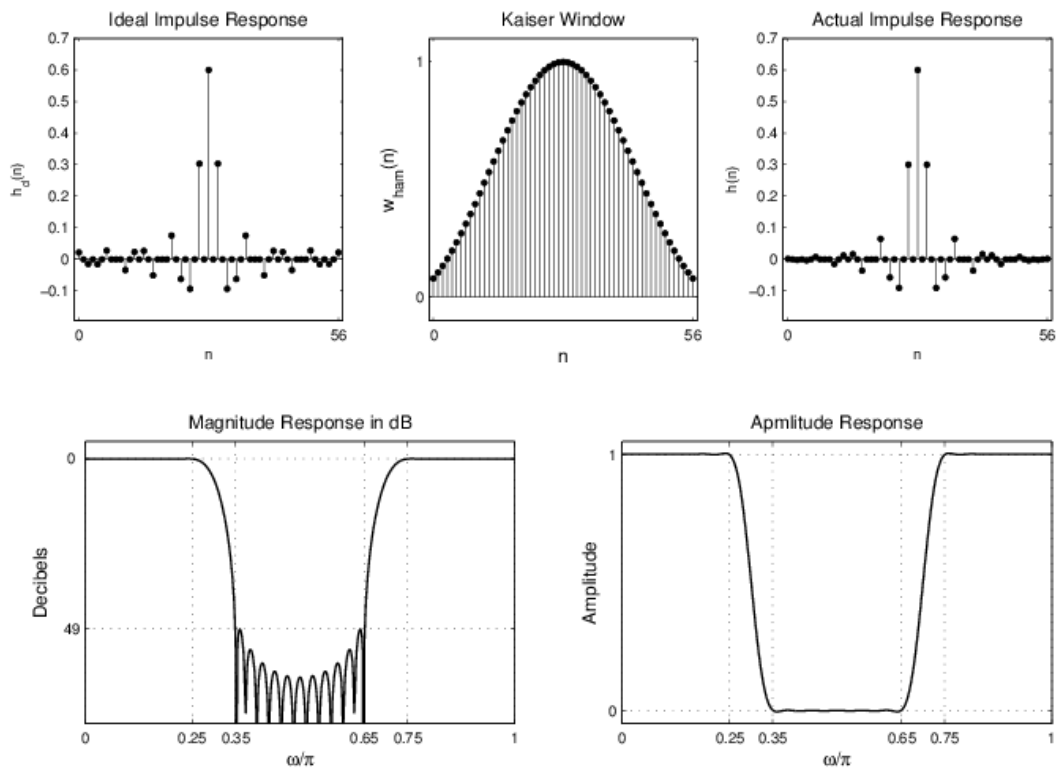 Ideal Impulse Response
0.7
0.6
0.5
0.4
0.3
0.2
0.1
0
−0.1
h_d(n)
0
56
n
Kaiser Window
1
0
w_ham(n)
0
56
n
Actual Impulse Response
0.7
0.6
0.5
0.4
0.3
0.2
0.1
0
−0.1
h(n)
0
56
n
Magnitude Response in dB
0
49
Decibels
0
0.25
0.35
0.65
0.75
1
ω/π
Apmlitude Response
1
0
Amplitude
0
0.25
0.35
0.65
0.75
1
ω/π